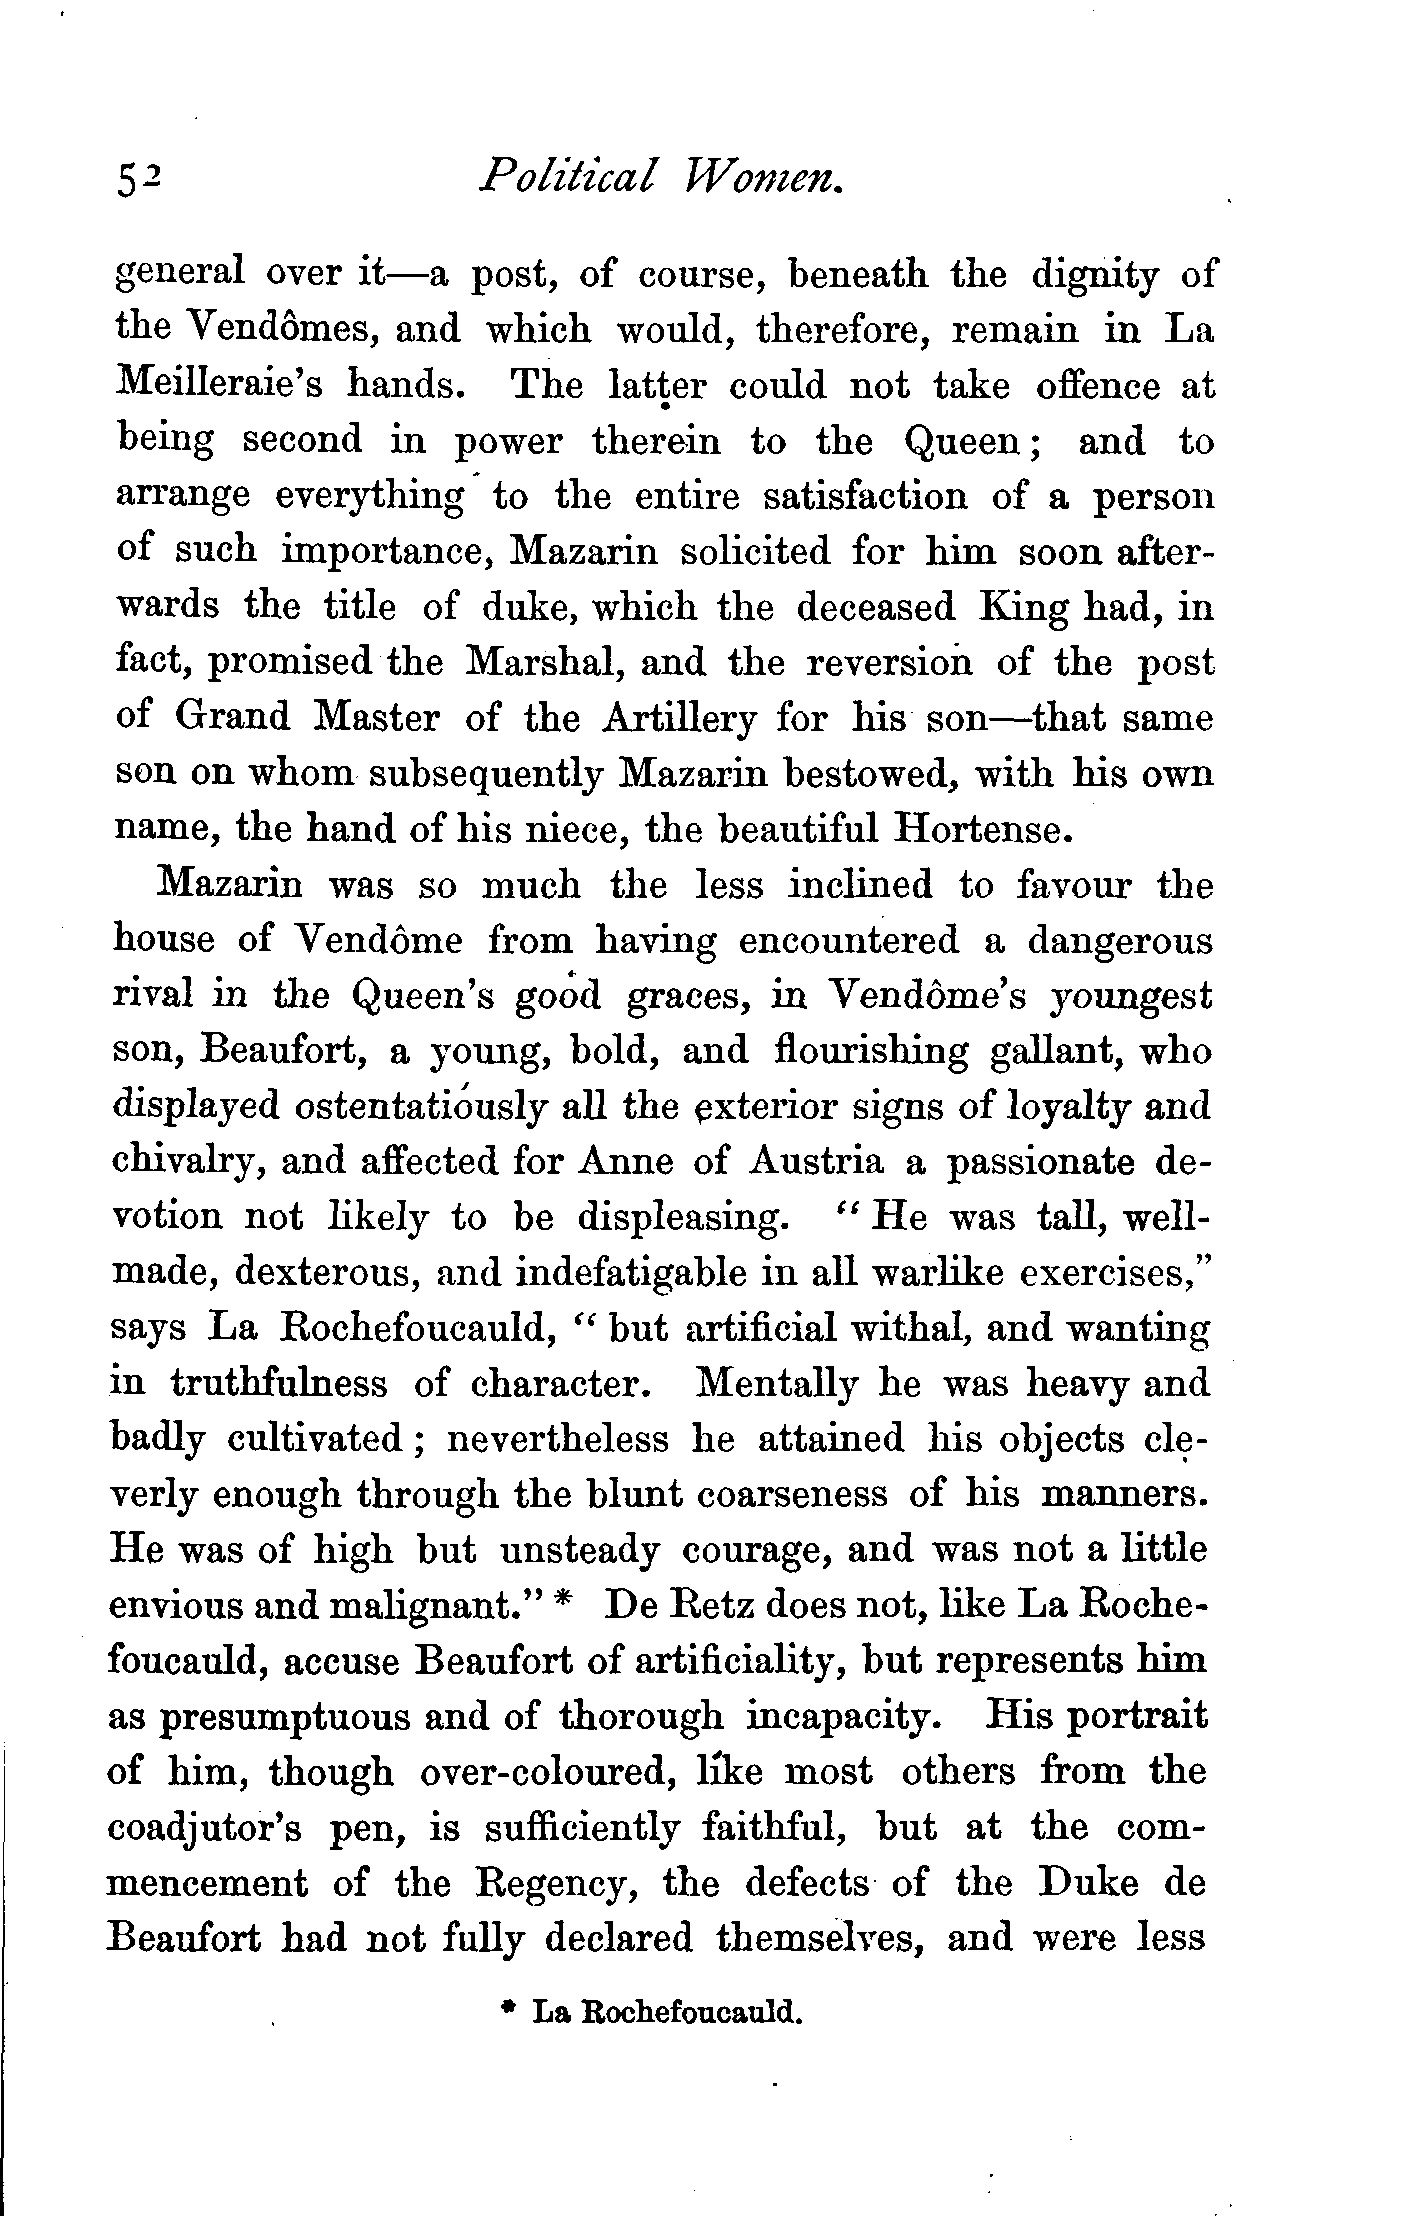 52 Political Women.
general over it—a post, of course, beneath the dignity of
the Vendômes, and which would, therefore, remain in La
Meilleraie's hands. The latter could not take offence at
being second in power therein to the Queen; and to
arrange everything to the entire satisfaction of a person
of such importance, Mazarin solicited for him soon after-
wards the title of duke, which the deceased King had, in
fact, promised the Marshal, and the reversion of the post
of Grand Master of the Artillery for his son—that same
son on whom subsequently Mazarin bestowed, with his own
name, the hand of his niece, the beautiful Hortense.
Mazarin was so much the less inclined to favour the
house of Vendôme from having encountered a dangerous
rival in the Queen's good graces, in Vendôme's youngest
son, Beaufort, a young, bold, and flourishing gallant, who
displayed ostentatiously all the exterior signs of loyalty and
chivalry, and affected for Anne of Austria a passionate de-
votion not likely to be displeasing. "He was tall, well-
made, dexterous, and indefatigable in all warlike exercises,"
says La Rochefoucauld, "but artificial withal, and wanting
in truthfulness of character. Mentally he was heavy and
badly cultivated; nevertheless he attained his objects cle-
verly enough through the blunt coarseness of his manners.
He was of high but unsteady courage, and was not a little
envious and malignant."* De Retz does not, like La Roche-
foucauld, accuse Beaufort of artificiality, but represents him
as presumptuous and of thorough incapacity. His portrait
of him, though over-coloured, like most others from the
coadjutor's pen, is sufficiently faithful, but at the com-
mencement of the Regency, the defects of the Duke de
Beaufort had not fully declared themselves, and were less
* La Rochefoucauld.